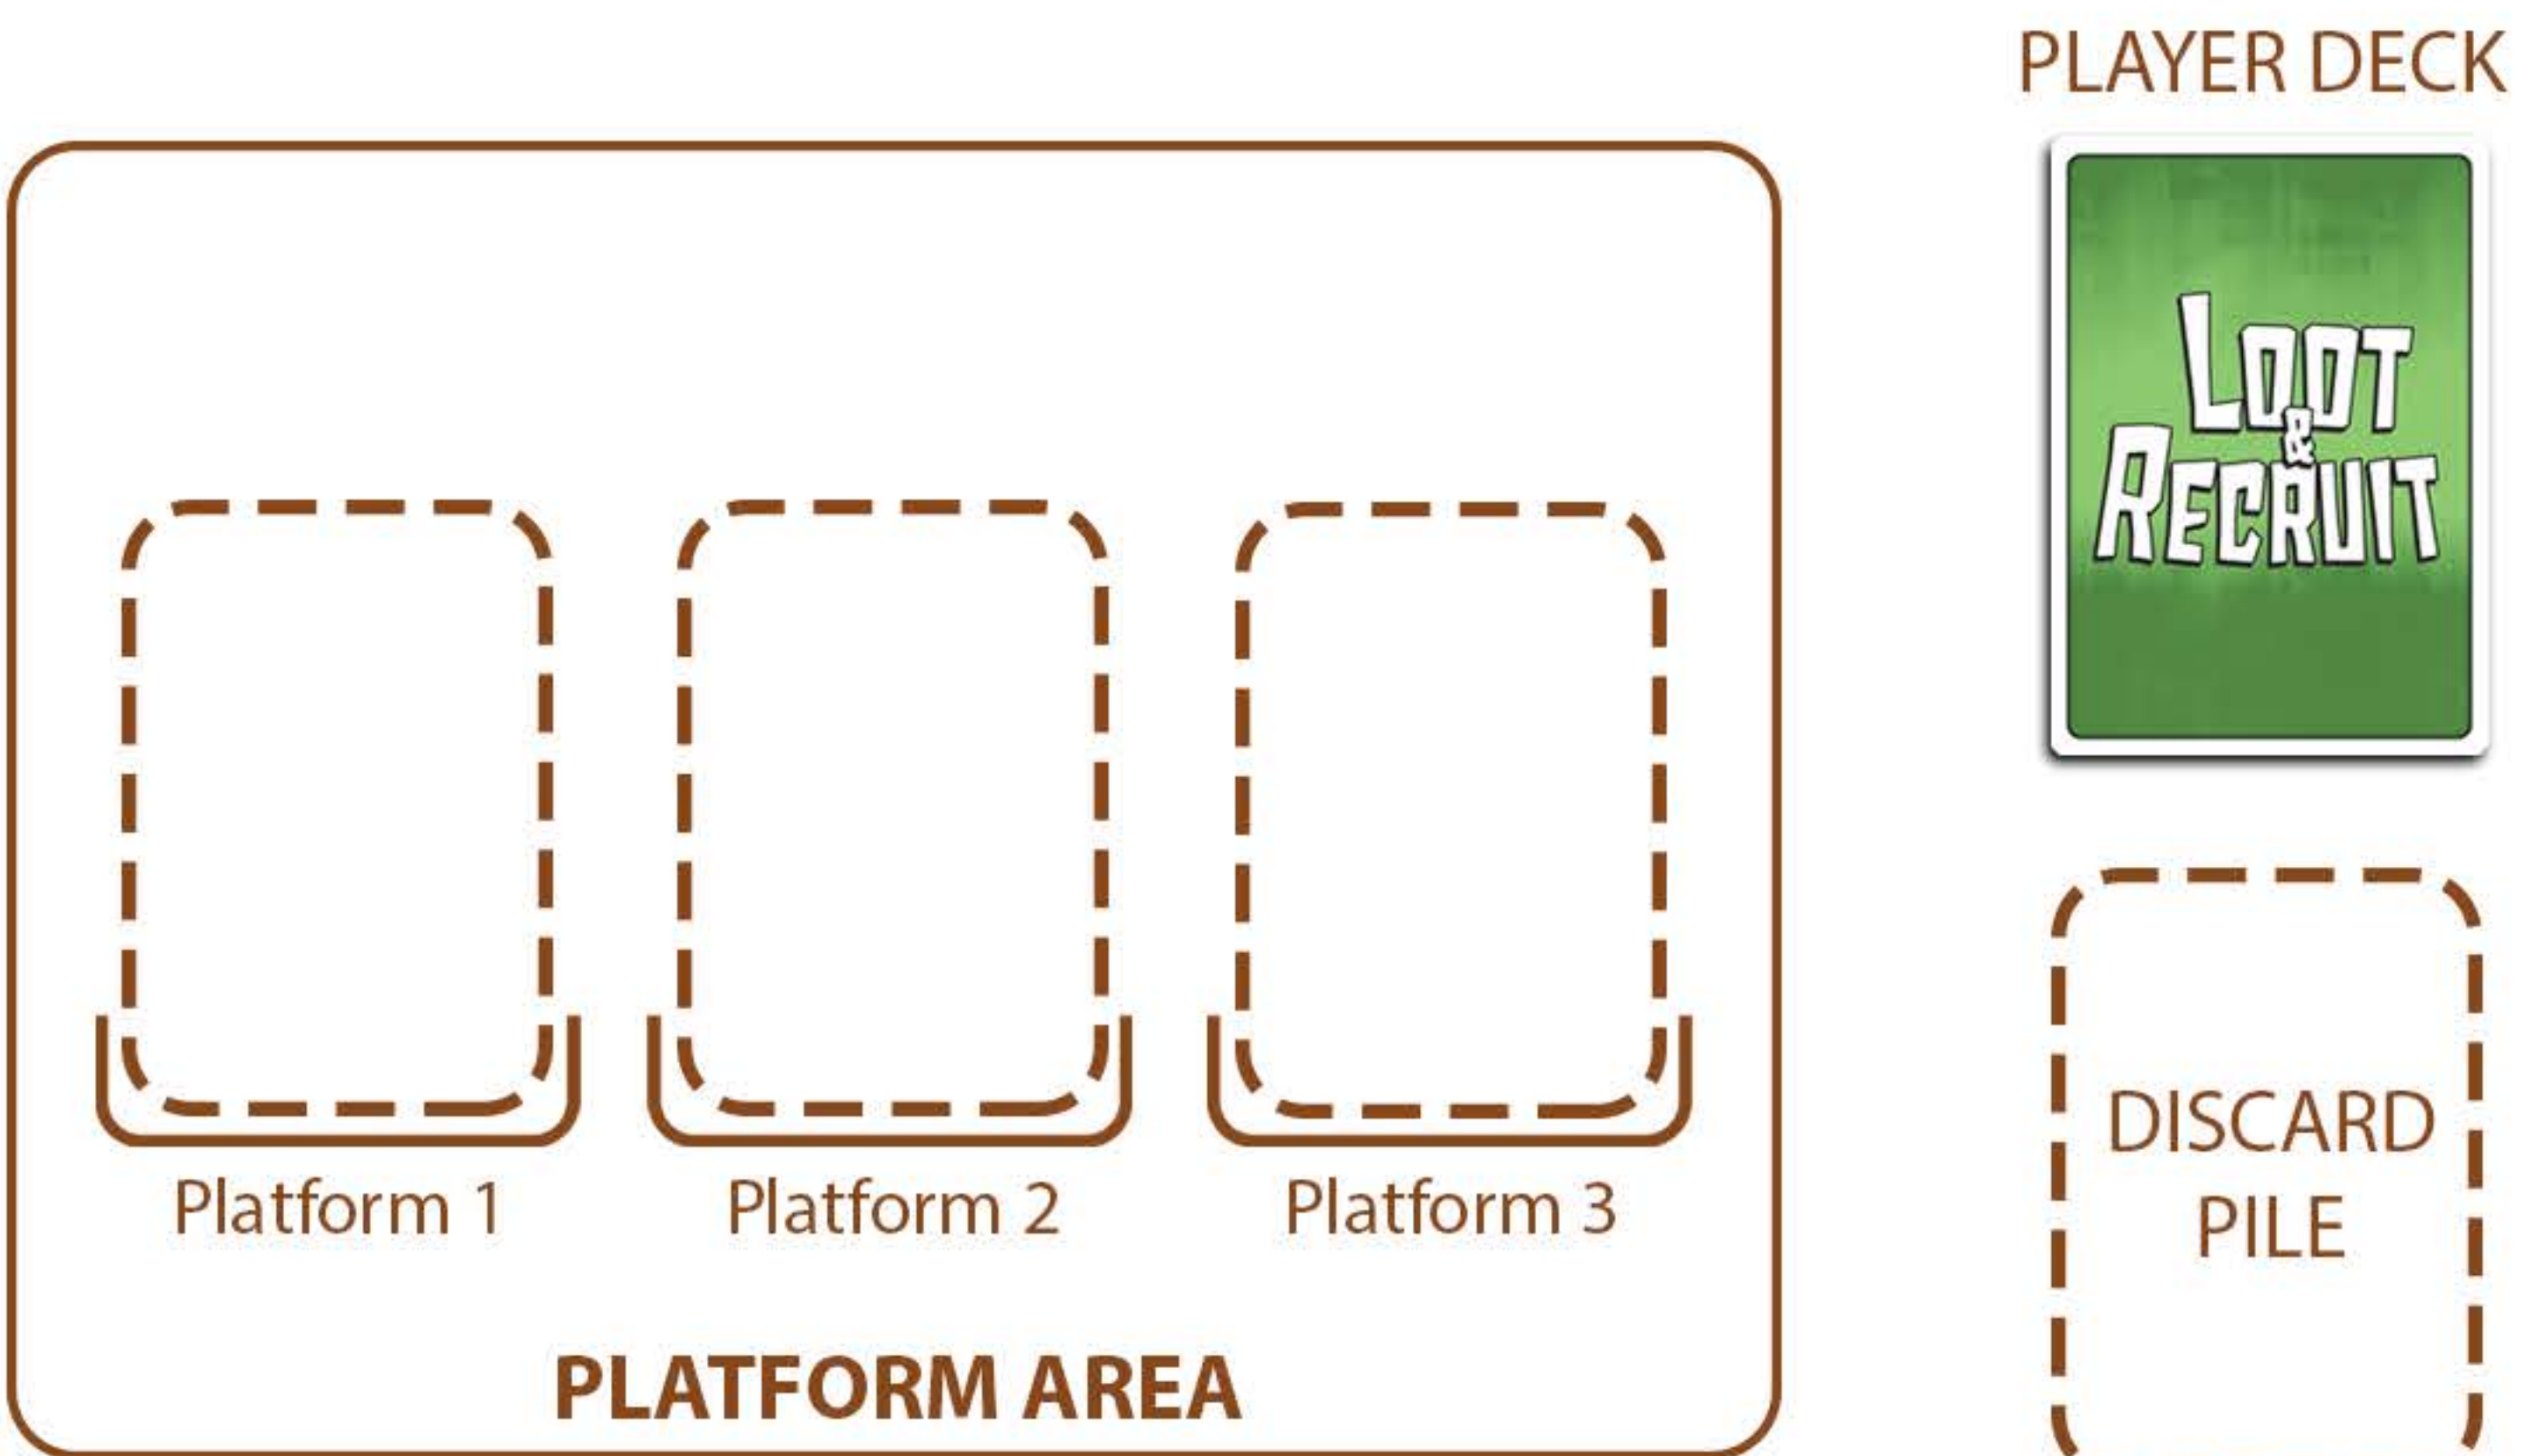 PLAYER DECK
LOOT
&
RECRUIT
Platform 1
Platform 2
Platform 3
PLATFORM AREA
DISCARD
PILE